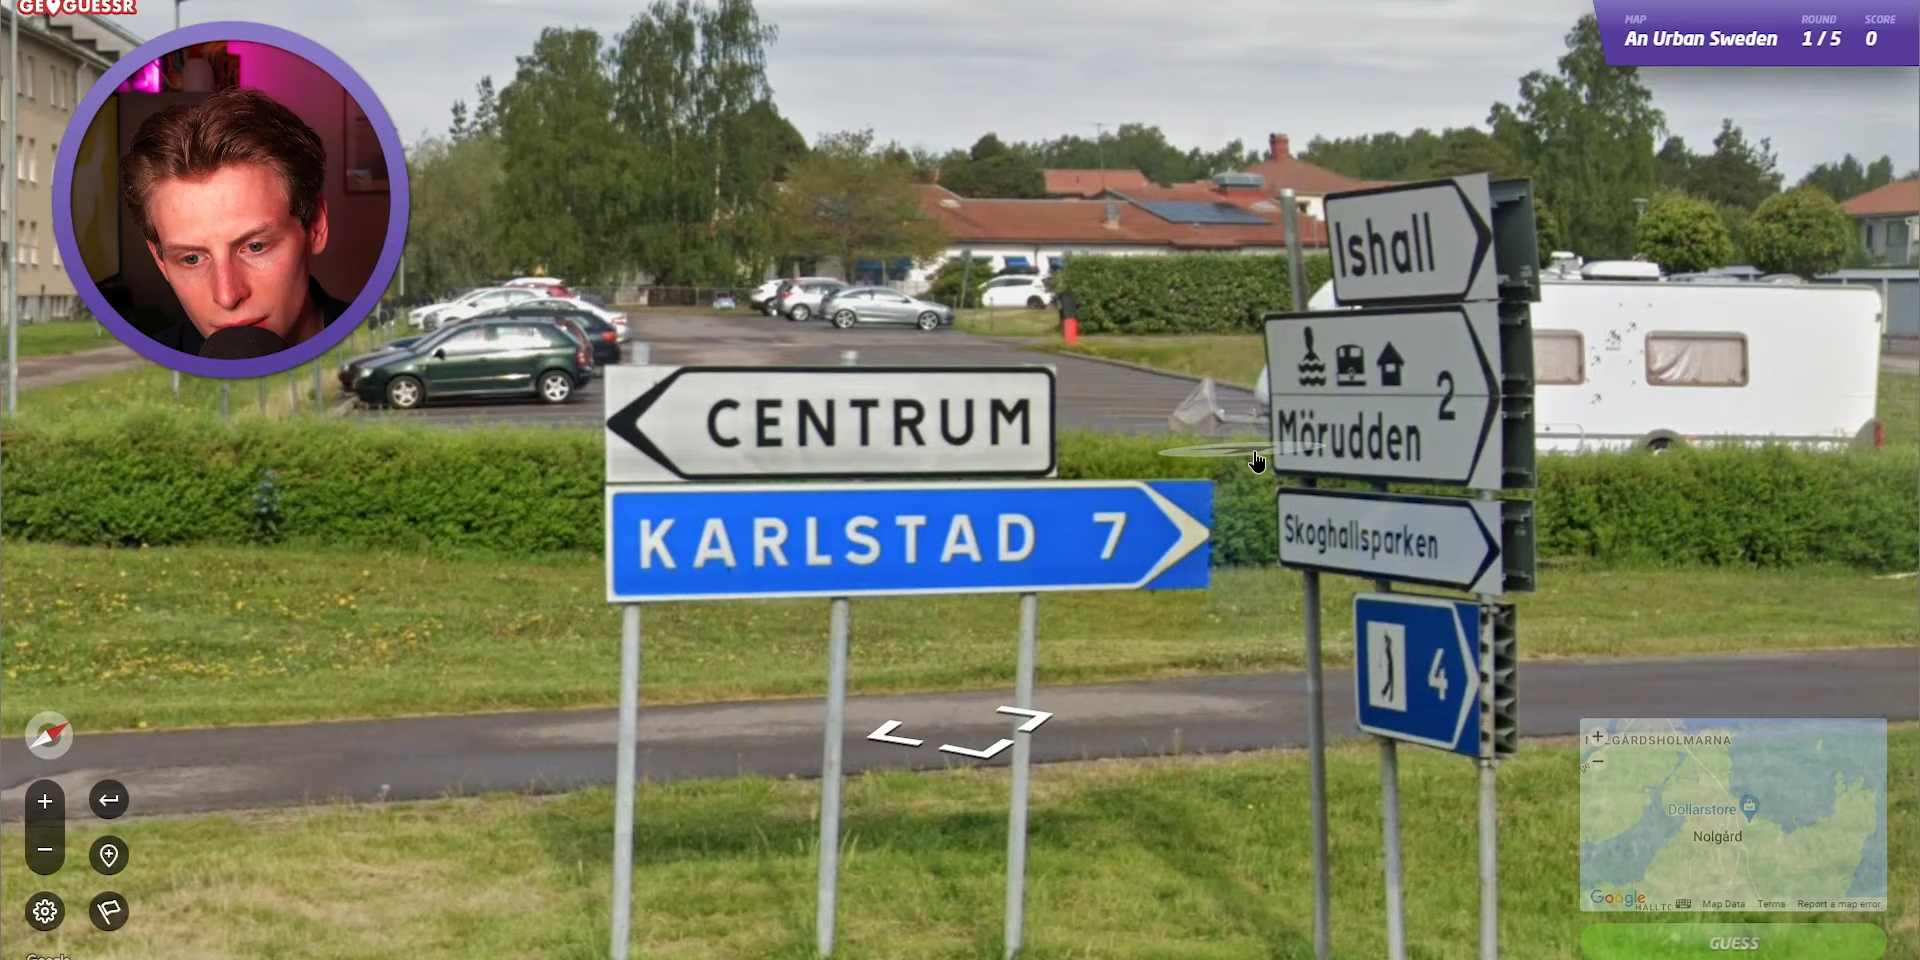 GEOGUESSR
MAP
An Urban Sweden
ROUND
1 / 5
SCORE
0
Ishall
2
Mörudden
CENTRUM
KARLSTAD 7
Skoghallsparken
4
Dollarstore
Nolgård
Google
Map Data
Terms
Report a map error
GUESS
Google